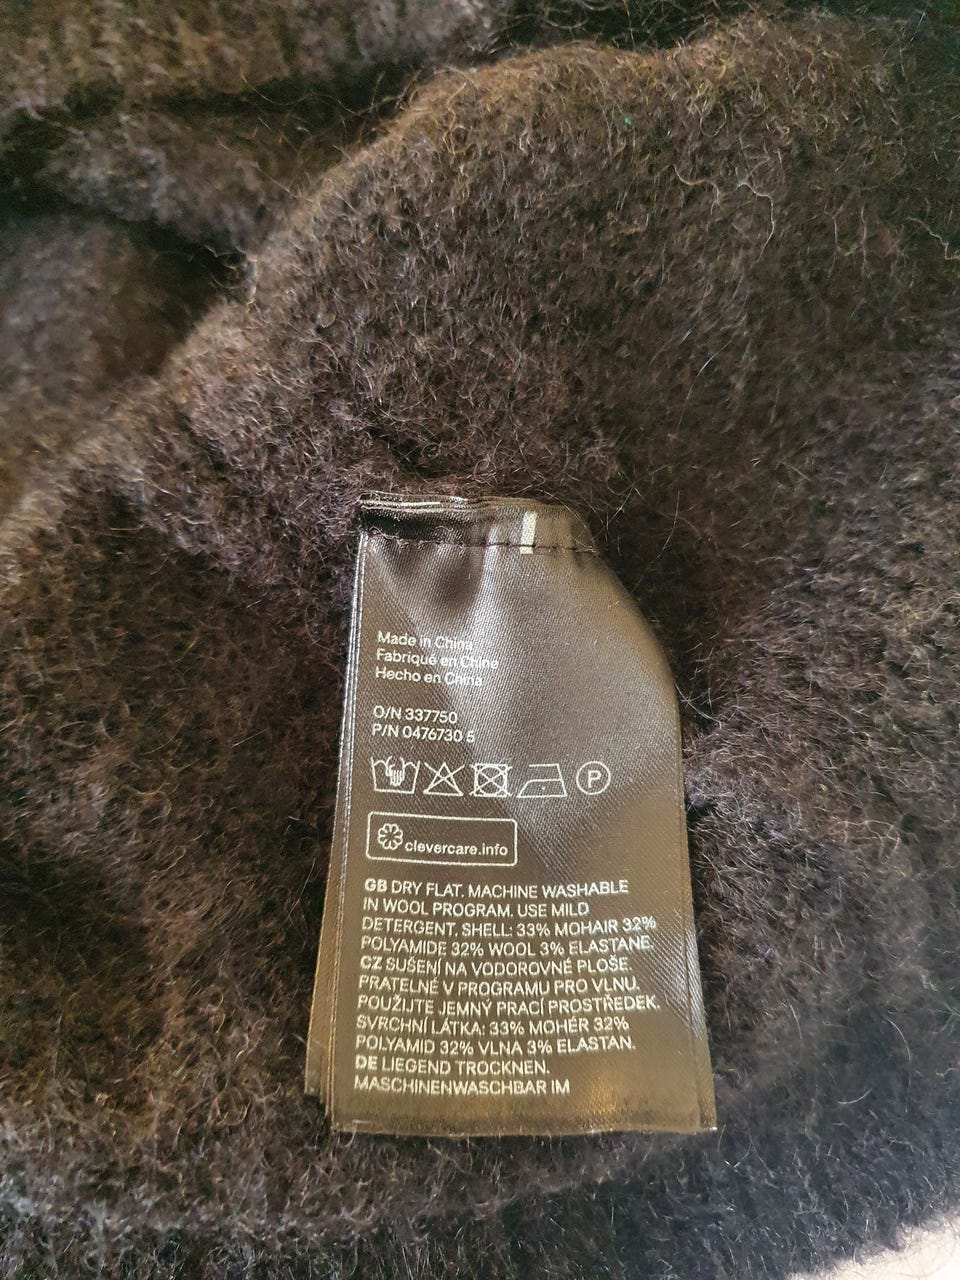 Made in China
Fabriqué en Chine
Hecho en China
O/N 337750
P/N 0476730 5
P
clevercare.info
GB DRY FLAT. MACHINE WASHABLE
IN WOOL PROGRAM. USE MILD
DETERGENT. SHELL: 33% MOHAIR 32%
POLYAMIDE 32% WOOL 3% ELASTANE.
CZ SUŠENÍ NA VODOROVNÉ PLOŠE.
PRATELNÉ V PROGRAMU PRO VLNU.
POUŽIJTE JEMNÝ PRACÍ PROSTŘEDEK.
SVRCHNÍ LÁTKA: 33% MOHÉR 32%
POLYAMID 32% VLNA 3% ELASTAN.
DE LIEGEND TROCKNEN.
MASCHINENWASCHBAR IM